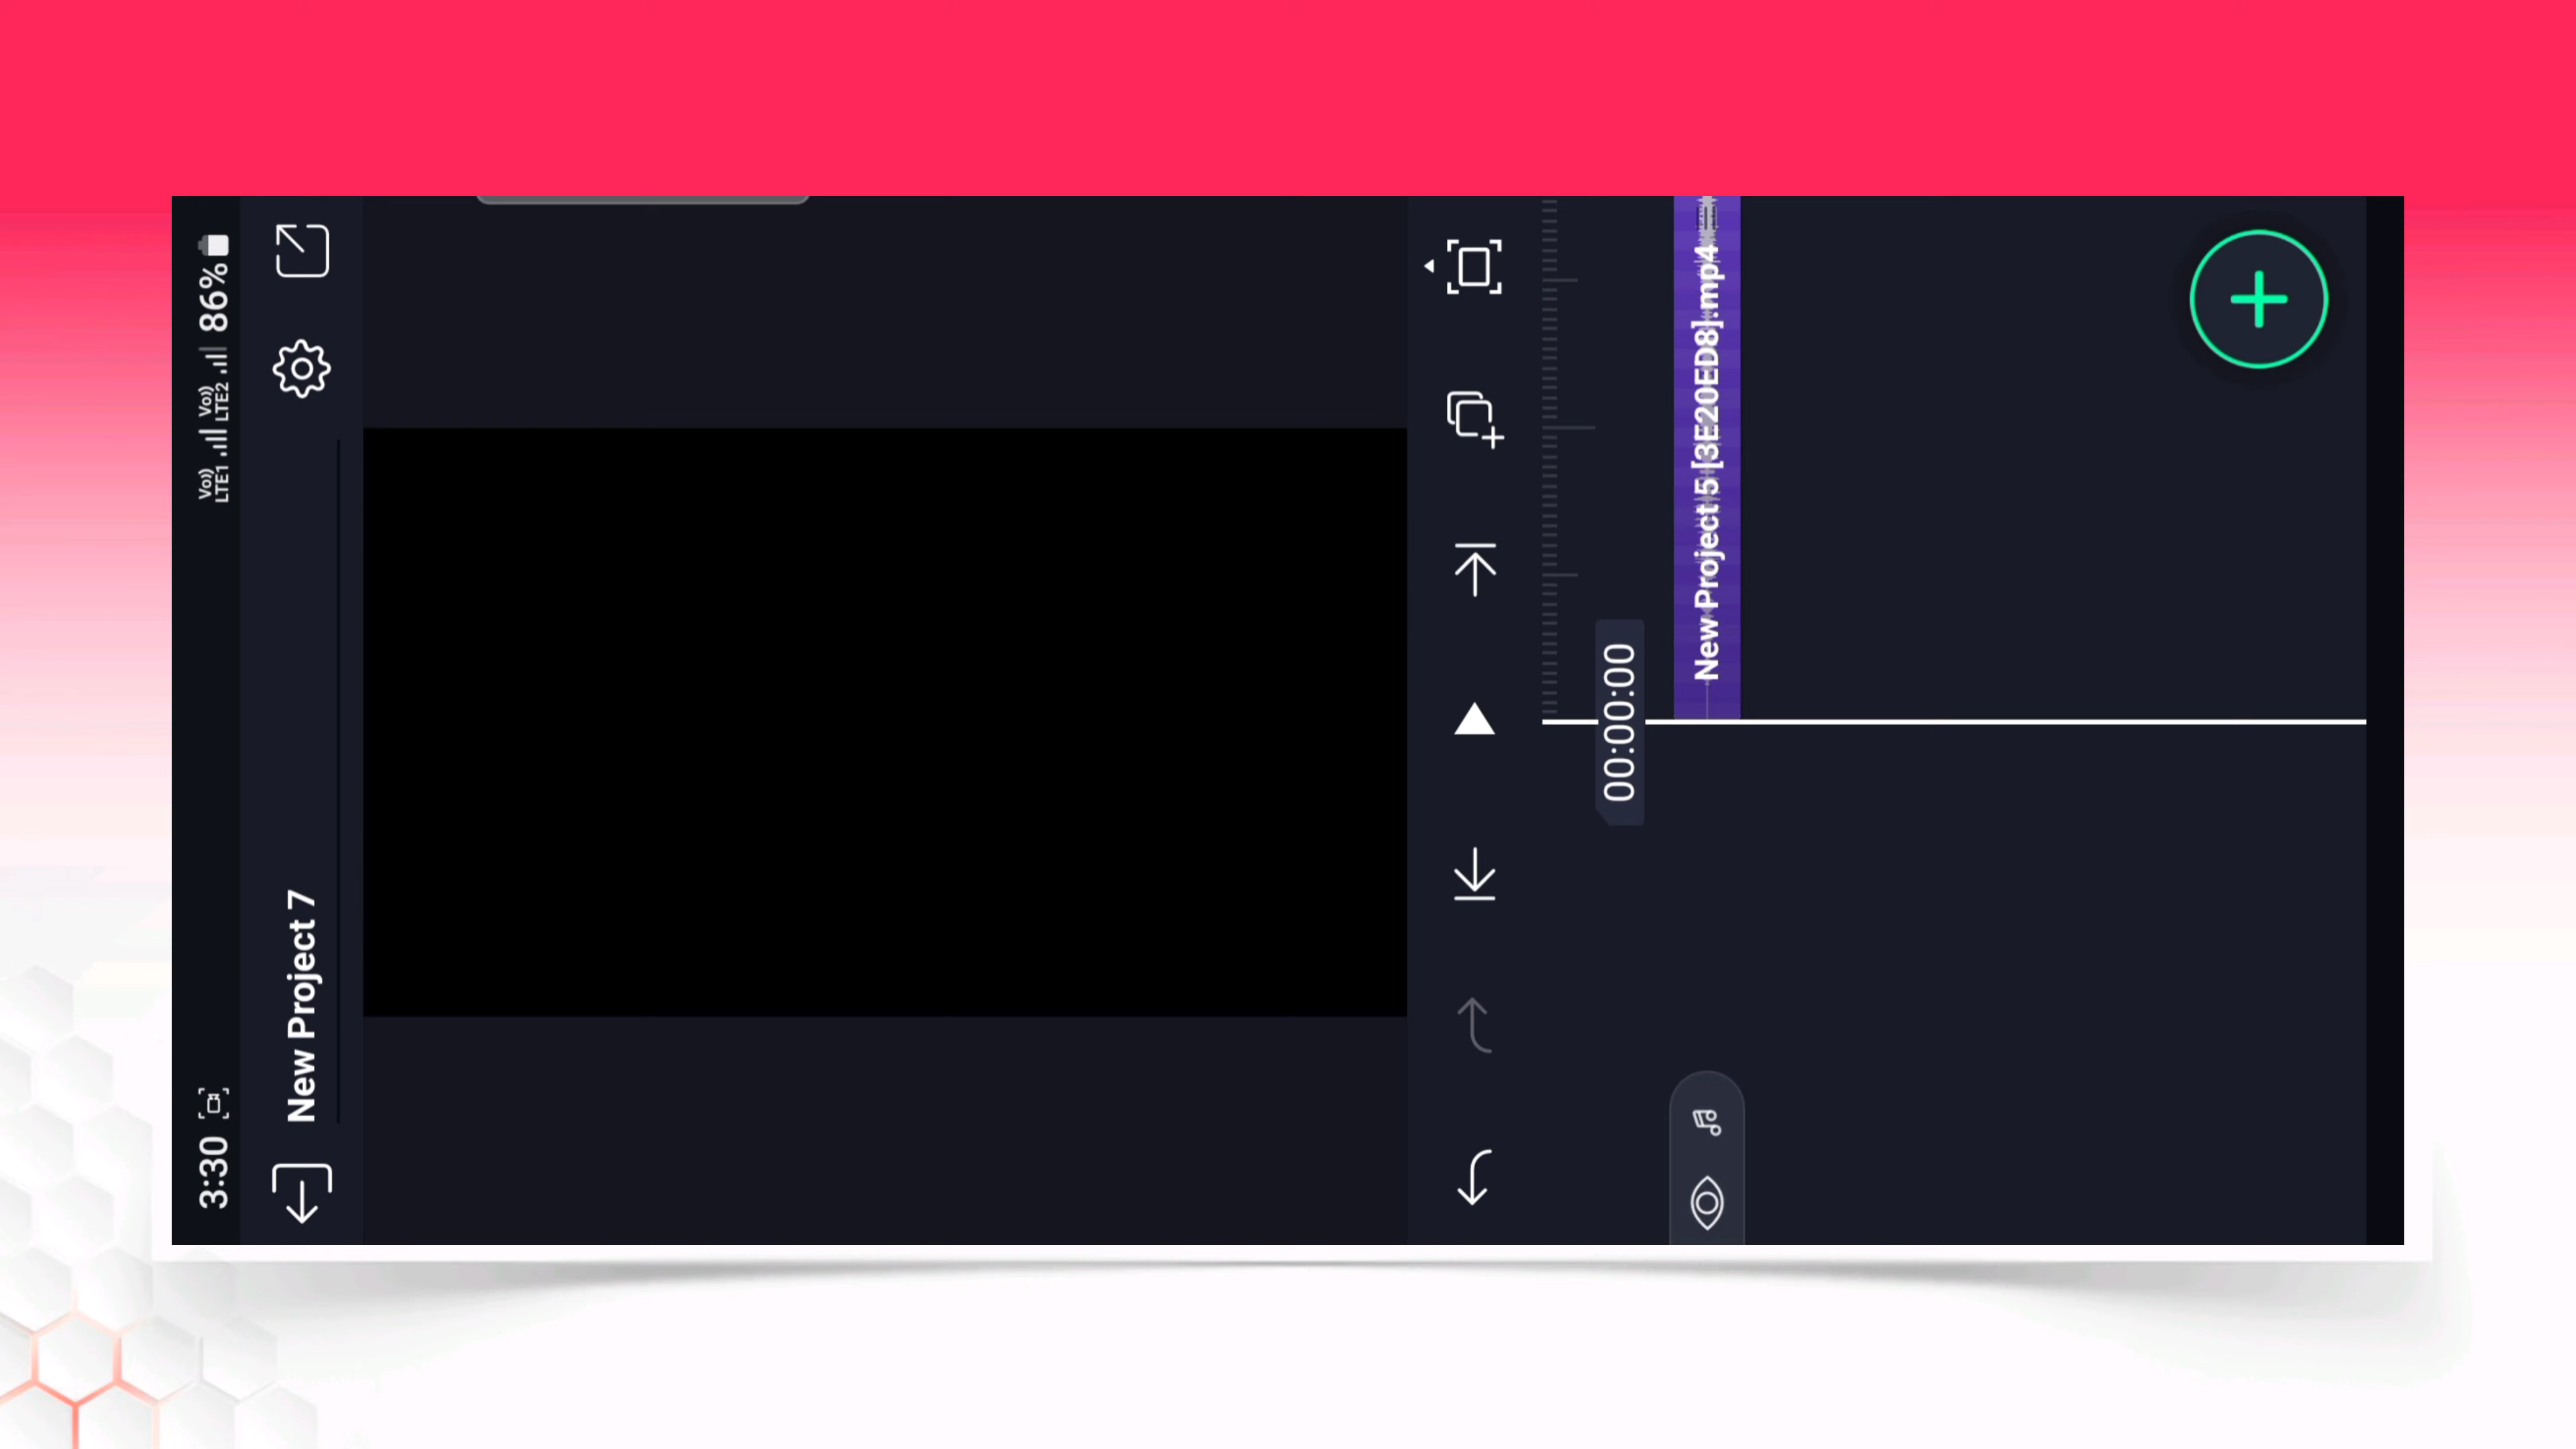 3:30
Vo)) LTE1 Vo)) LTE2 86%
New Project 7
00:00:00
New Project 5[3E20ED8].mp4